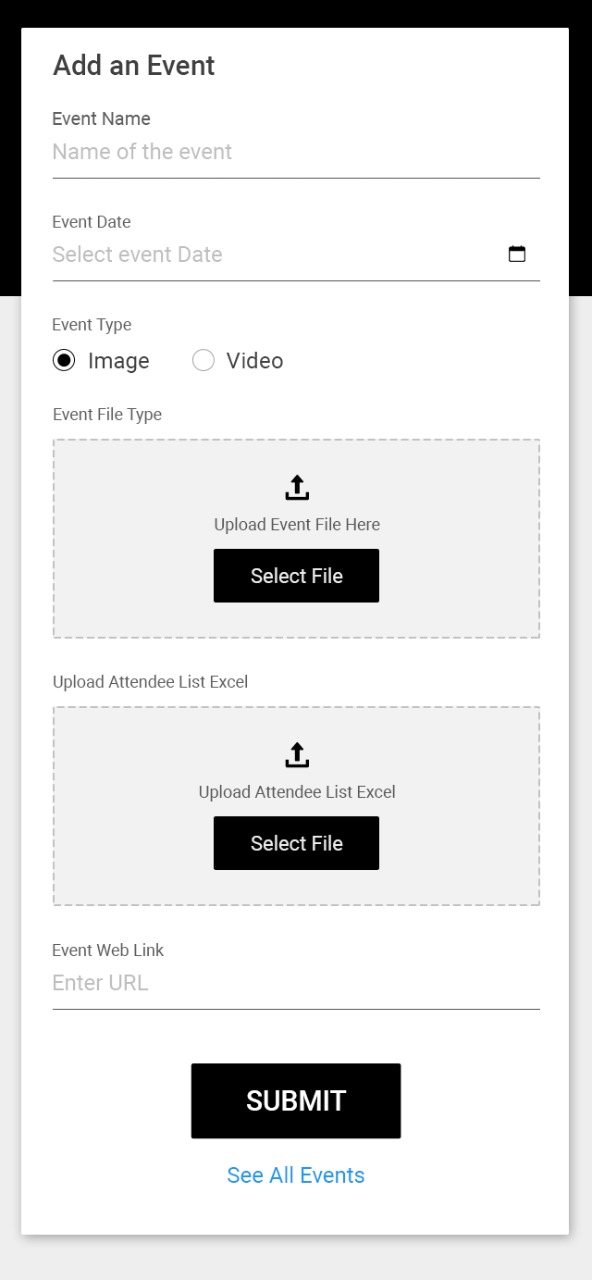 Add an Event
Event Name
Name of the event
Event Date
Select event Date
Event Type
Image Video
Event File Type
Upload Event File Here
Select File
Upload Attendee List Excel
Upload Attendee List Excel
Select File
Event Web Link
Enter URL
SUBMIT
See All Events